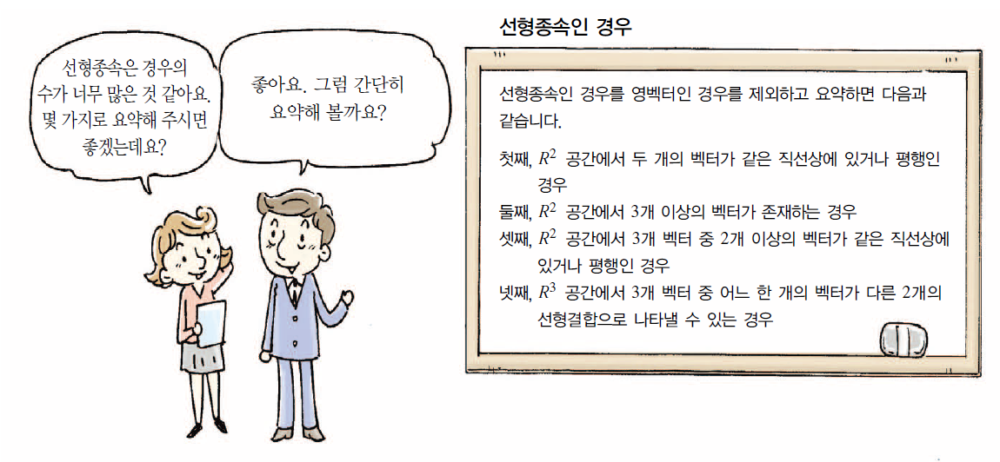 선형종속은 경우의
수가 너무 많은 것 같아요.
몇 가지로 요약해 주시면
좋겠는데요?
좋아요. 그럼 간단히
요약해 볼까요?
선형종속인 경우
선형종속인 경우를 영벡터인 경우를 제외하고 요약하면 다음과
같습니다.
첫째, R² 공간에서 두 개의 벡터가 같은 직선상에 있거나 평행인
경우
둘째, R² 공간에서 3개 이상의 벡터가 존재하는 경우
셋째, R² 공간에서 3개 벡터 중 2개 이상의 벡터가 같은 직선상에
있거나 평행인 경우
넷째, R³ 공간에서 3개 벡터 중 어느 한 개의 벡터가 다른 2개의
선형결합으로 나타낼 수 있는 경우